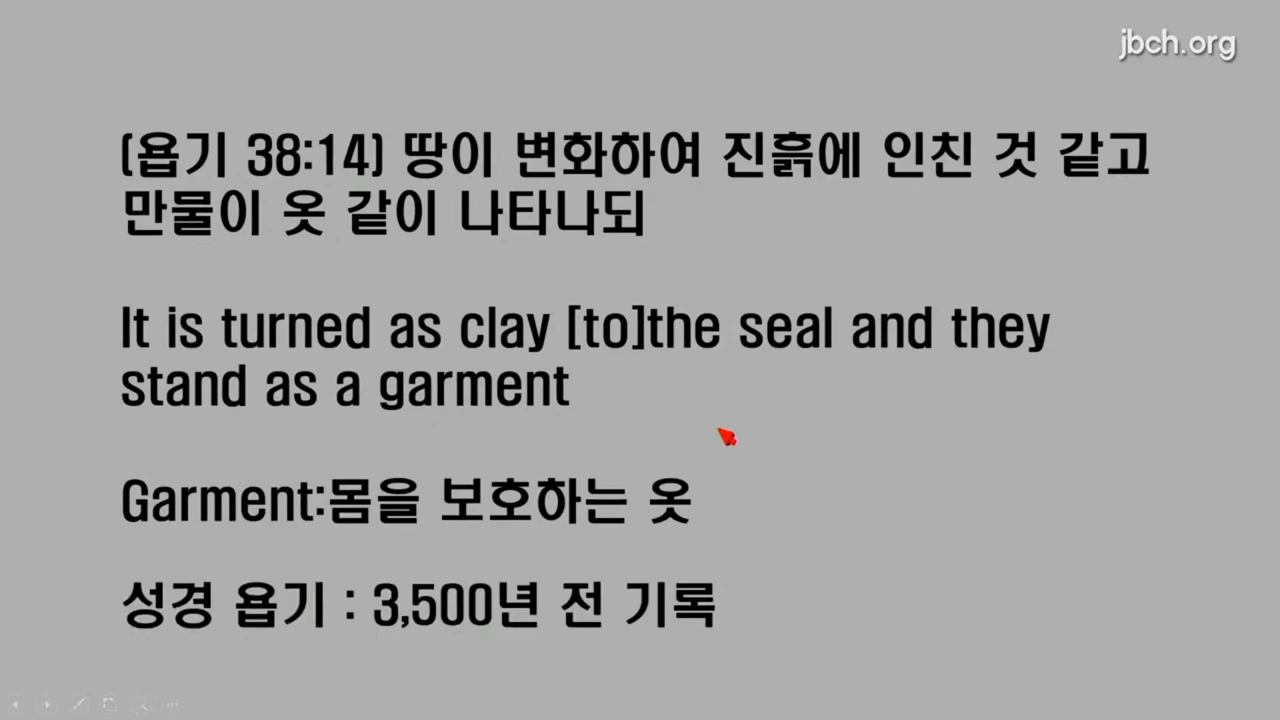 jbch.org
(욥기 38:14) 땅이 변화하여 진흙에 인친 것 같고
만물이 옷 같이 나타나되
It is turned as clay [to]the seal and they
stand as a garment
Garment:몸을 보호하는 옷
성경 욥기 : 3,500년 전 기록